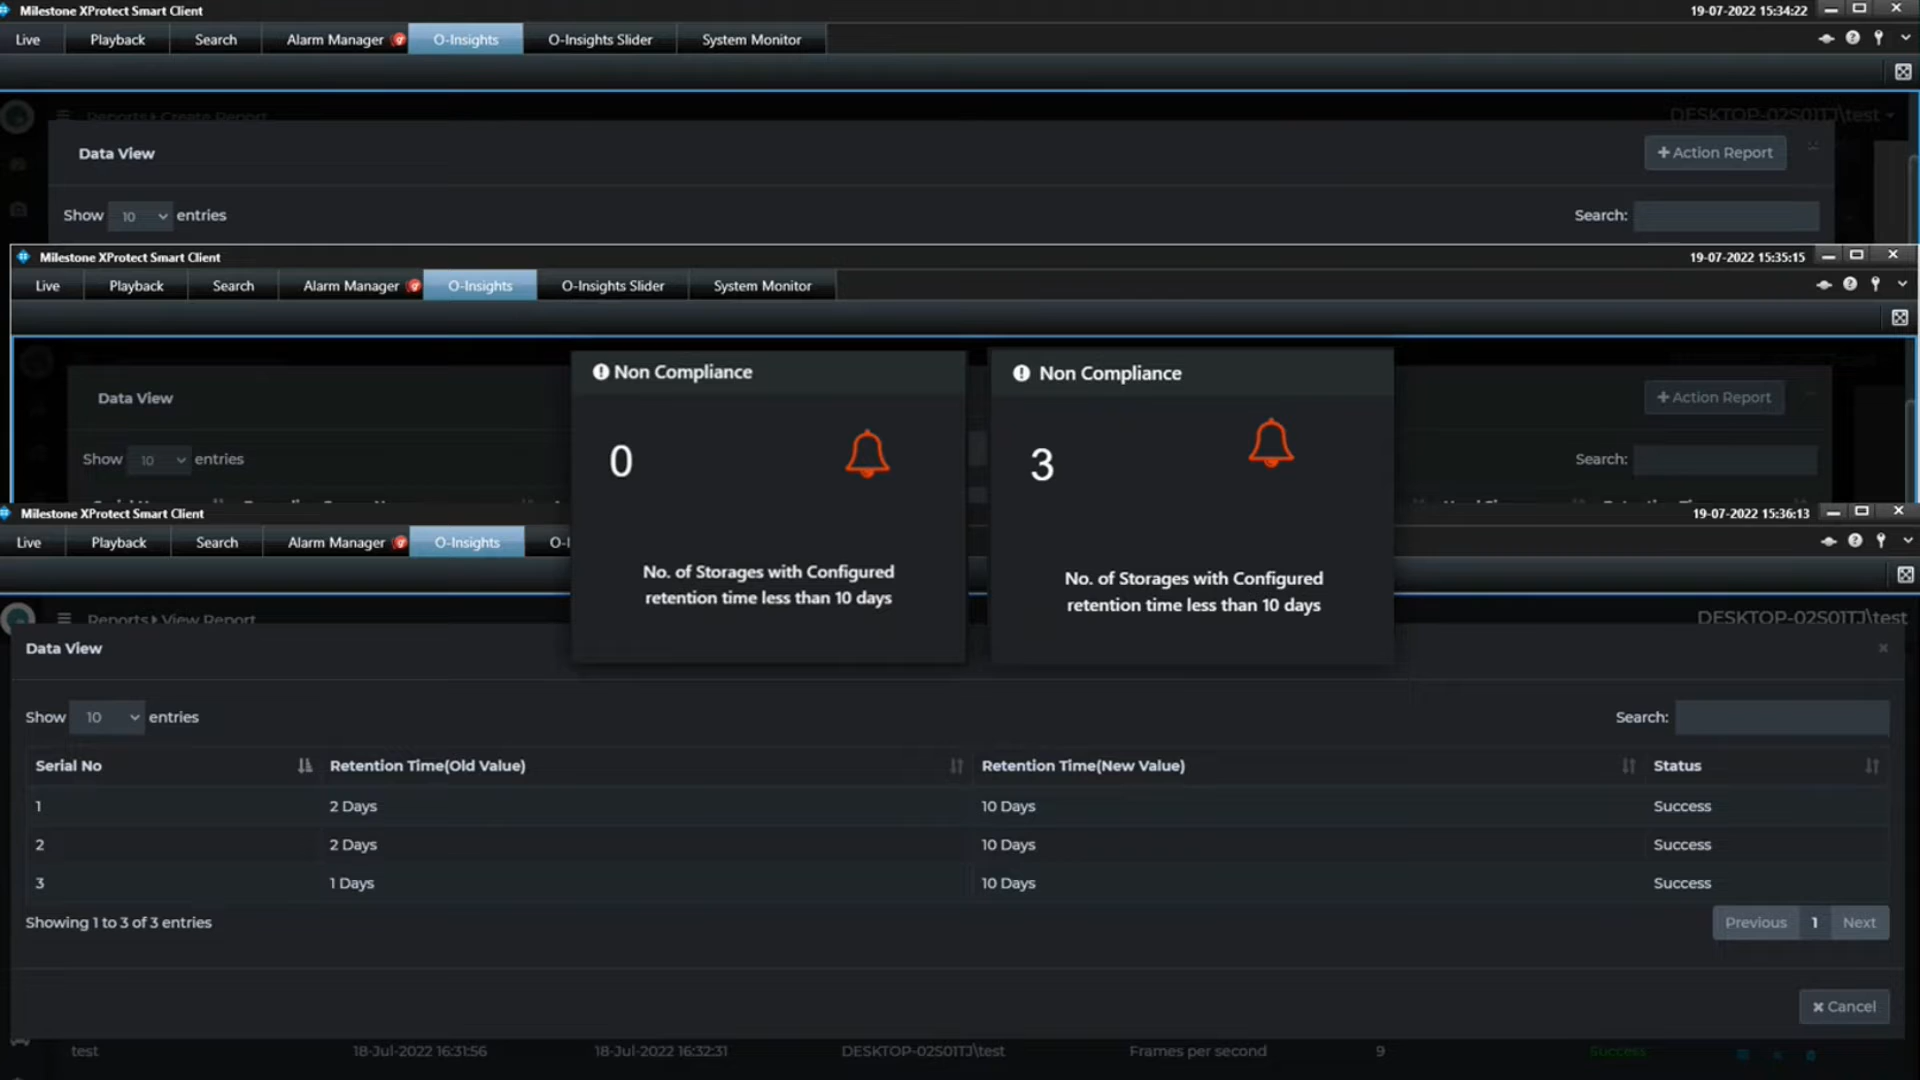 Milestone XProtect Smart Client 19-07-2022 15:34:22
Live Playback Search Alarm Manager O-Insights O-Insights Slider System Monitor
Reports Create Report DESKTOP-02S01TJ\test
Data View + Action Report
Show 10 entries Search:
Milestone XProtect Smart Client 19-07-2022 15:35:15
Live Playback Search Alarm Manager O-Insights O-Insights Slider System Monitor
Data View + Action Report
Show 10 entries Search:
Non Compliance
0
No. of Storages with Configured
retention time less than 10 days
Non Compliance
3
No. of Storages with Configured
retention time less than 10 days
Milestone XProtect Smart Client 19-07-2022 15:36:13
Live Playback Search Alarm Manager O-Insights O-I
Reports View Report DESKTOP-02S01TJ\test
Data View
Show 10 entries Search:
Serial No Retention Time(Old Value) Retention Time(New Value) Status
1 2 Days 10 Days Success
2 2 Days 10 Days Success
3 1 Days 10 Days Success
Showing 1 to 3 of 3 entries Previous 1 Next
Cancel
test 18-Jul-2022 16:31:56 18-Jul-2022 16:32:31 DESKTOP-02S01TJ\test Frames per second 9 Success